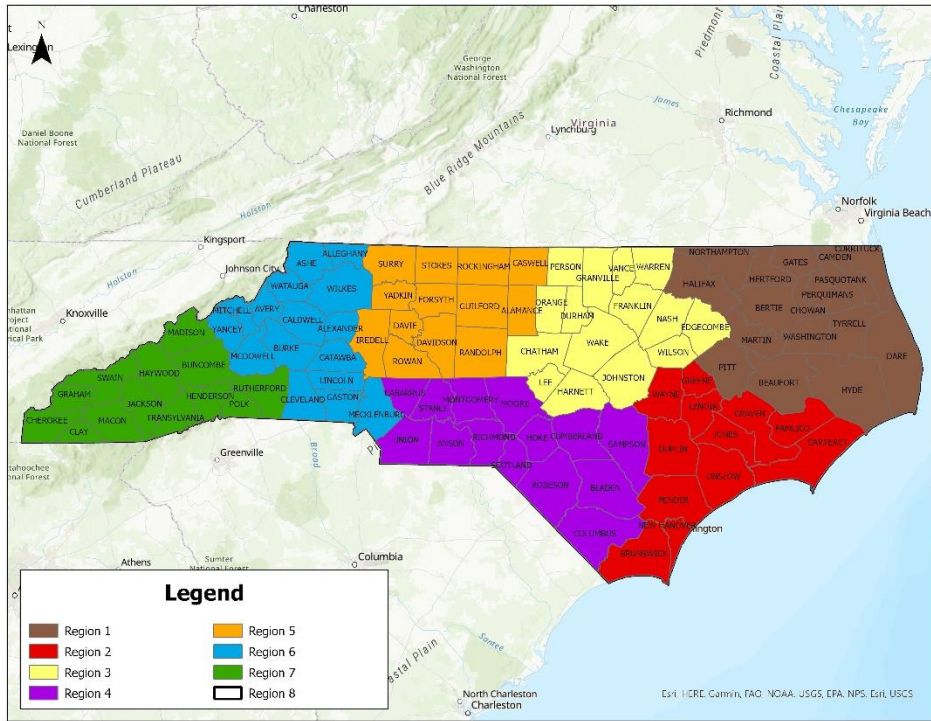 Charleston
Lexington
George
Washington
National Forest
Piedmont
Coastal Plain
Chesapeake
Bay
James
Richmond
Virginia
Lynchburg
Daniel Boone
National Forest
Cumberland Plateau
Blue Ridge Mountains
Norfolk
Virginia Beach
Holston
Kingsport
Holston
Johnson City
Knoxville
ALLEGHANY
ASHE
SURRY
STOKES
ROCKINGHAM
CASWELL
PERSON
GRANVILLE
VANCE
WARREN
NORTHAMPTON
GATES
CURRITUCK
CAMDEN
HERTFORD
PASQUOTANK
PERQUIMANS
HALIFAX
BERTIE
CHOWAN
WATAUGA
WILKES
YADKIN
FORSYTH
GUILFORD
ALAMANCE
ORANGE
DURHAM
FRANKLIN
NASH
EDGECOMBE
MARTIN
WASHINGTON
TYRRELL
DARE
MITCHELL
AVERY
CALDWELL
ALEXANDER
YANCEY
MADISON
BURKE
MCDOWELL
CATAWBA
IREDELL
DAVIE
DAVIDSON
ROWAN
RANDOLPH
CHATHAM
WAKE
WILSON
PITT
BEAUFORT
HYDE
JOHNSTON
LEE
HARNETT
BUNCOMBE
HAYWOOD
SWAIN
GRAHAM
CHEROKEE
CLAY
MACON
JACKSON
TRANSYLVANIA
HENDERSON
POLK
RUTHERFORD
CLEVELAND
LINCOLN
GASTON
MECKLENBURG
CABARRUS
STANLY
MONTGOMERY
MOORE
UNION
ANSON
RICHMOND
HOKE
CUMBERLAND
SAMPSON
SCOTLAND
ROBESON
BLADEN
COLUMBUS
WAYNE
GREENE
LENOIR
CRAVEN
PAMLICO
JONES
CARTERET
DUPLIN
ONSLOW
PENDER
NEW HANOVER
BRUNSWICK
Greenville
Broad
Athens
Sumter
National Forest
Columbia
Santee
North Charleston
Charleston
Legend
Region 1
Region 2
Region 3
Region 4
Region 5
Region 6
Region 7
Region 8
Esri, HERE, Garmin, FAO, NOAA, USGS, EPA, NPS, Esri, USGS